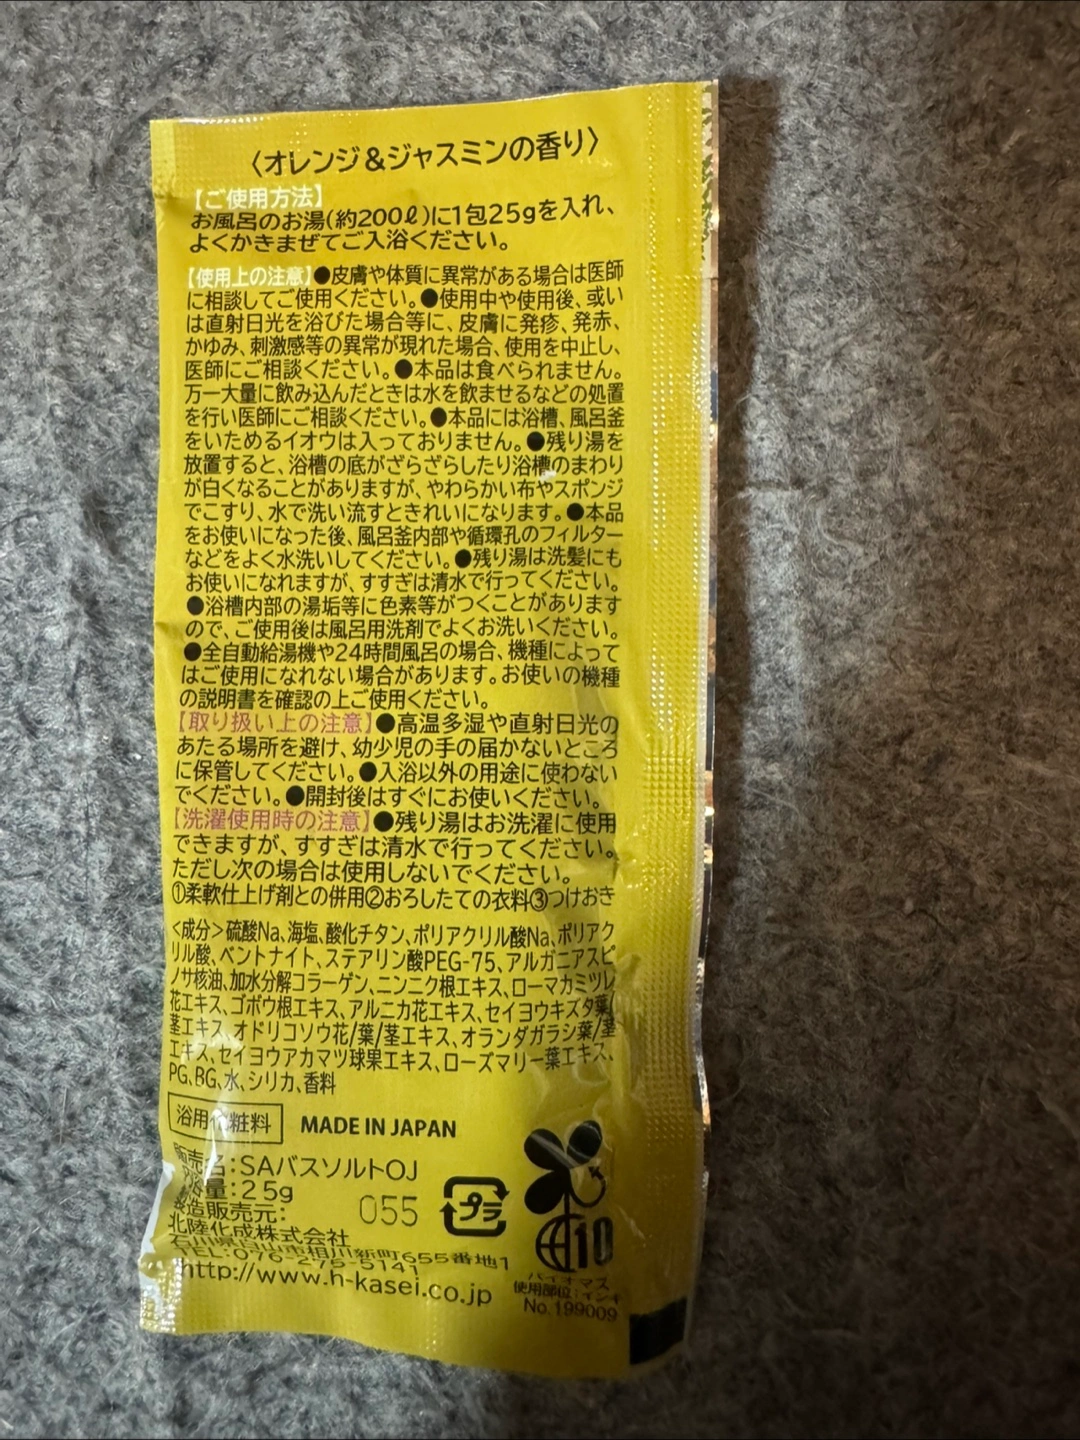 〈オレンジ&ジャスミンの香り〉
【ご使用方法】
お風呂のお湯(約200ℓ)に1包25gを入れ、
よくかきまぜてご入浴ください。
【使用上の注意】●皮膚や体質に異常がある場合は医師
に相談してご使用ください。●使用中や使用後、或い
は直射日光を浴びた場合等に、皮膚に発疹、発赤、
かゆみ、刺激感等の異常が現れた場合、使用を中止し、
医師にご相談ください。●本品は食べられません。
万一大量に飲み込んだときは水を飲ませるなどの処置
を行い医師にご相談ください。●本品には浴槽、風呂釜
をいためるイオウは入っておりません。●残り湯を
放置すると、浴槽の底がざらざらしたり浴槽のまわり
が白くなることがありますが、やわらかい布やスポンジ
でこすり、水で洗い流すときれいになります。●本品
をお使いになった後、風呂釜内部や循環孔のフィルター
などをよく水洗いしてください。●残り湯は洗髪にも
お使いになれますが、すすぎは清水で行ってください。
●浴槽内部の湯垢等に色素等がつくことがあります
ので、ご使用後は風呂用洗剤でよくお洗いください。
●全自動給湯機や24時間風呂の場合、機種によって
はご使用になれない場合があります。お使いの機種
の説明書を確認の上ご使用ください。
【取り扱い上の注意】●高温多湿や直射日光の
あたる場所を避け、幼少児の手の届かないところ
に保管してください。●入浴以外の用途に使わない
でください。●開封後はすぐにお使いください。
【洗濯使用時の注意】●残り湯はお洗濯に使用
できますが、すすぎは清水で行ってください。
ただし次の場合は使用しないでください。
①柔軟仕上げ剤との併用②おろしたての衣料③つけおき
<成分>硫酸Na、海塩、酸化チタン、ポリアクリル酸Na、ポリアク
リル酸、ベントナイト、ステアリン酸PEG-75、アルガニアスピ
ノサ核油、加水分解コラーゲン、ニンニク根エキス、ローマカミツレ
花エキス、ゴボウ根エキス、アルニカ花エキス、セイヨウキズタ葉/
茎エキス、オドリコソウ花/葉/茎エキス、オランダガラシ葉/茎
エキス、セイヨウアカマツ球果エキス、ローズマリー葉エキス、
PG、BG、水、シリカ、香料
浴用化粧料 MADE IN JAPAN
販売名:SAバスソルトOJ
容量:25g
製造販売元: 055
北陸化成株式会社
石川県白山市相川新町655番地1
TEL:076-275-5141
http://www.h-kasei.co.jp
プラ
10
バイオマス
使用部位:インキ
No.199009